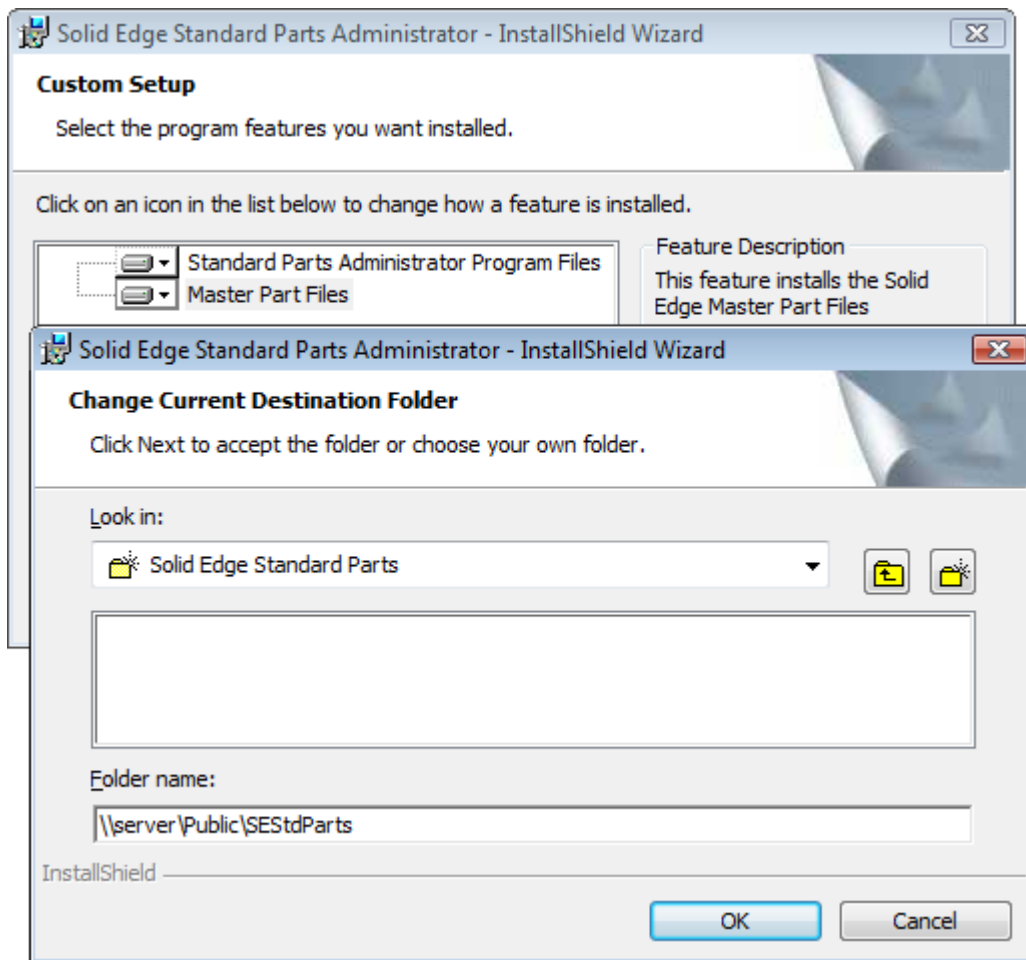 Solid Edge Standard Parts Administrator - InstallShield Wizard
Custom Setup
Select the program features you want installed.
Click on an icon in the list below to change how a feature is installed.
Standard Parts Administrator Program Files
Master Part Files
Feature Description
This feature installs the Solid
Edge Master Part Files
Solid Edge Standard Parts Administrator - InstallShield Wizard
Change Current Destination Folder
Click Next to accept the folder or choose your own folder.
Look in:
Solid Edge Standard Parts
Folder name:
\\server\Public\SEStdParts
InstallShield
OK
Cancel